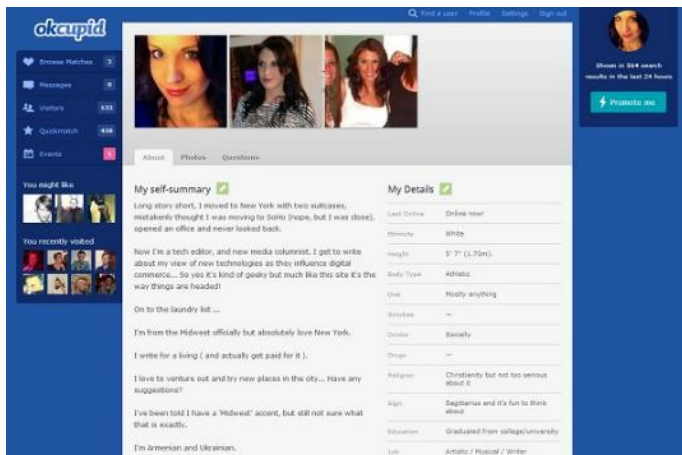 okcupid
Find a user Profile Settings Sign out
Browse Matches 3
Messages
Visitors 123
Quickmatch
Events
You might like
You recently visited
Shown in 564 search
results in the last 24 hours
Promote me
About Photos Questions
My self-summary
Long story short, I moved to New York with two suitcases,
mistakenly thought I was moving to SoHo (nope, but I was close),
opened an office and never looked back.
Now I'm a tech editor, and new media columnist. I get to write
about my view of new technologies as they influence digital
commerce... So yes it's kind of geeky but much like this site it's the
way things are headed!
On to the laundry list ...
I'm from the Midwest officially but absolutely love New York.
I write for a living ( and actually get paid for it ).
I love to venture out and try new places in the city... Have any
suggestions?
I've been told I have a 'Midwest' accent, but still not sure what
that is exactly.
I'm Armenian and Ukrainian.
My Details
Last Online Online now!
Ethnicity White
Height 5' 7" (1.70m).
Body Type Athletic
Diet Mostly anything
Smokes —
Drinks Socially
Drugs —
Religion Christianity but not too serious
about it
Sign Sagittarius and it's fun to think
about
Education Graduated from college/university
Job Artistic / Musical / Writer